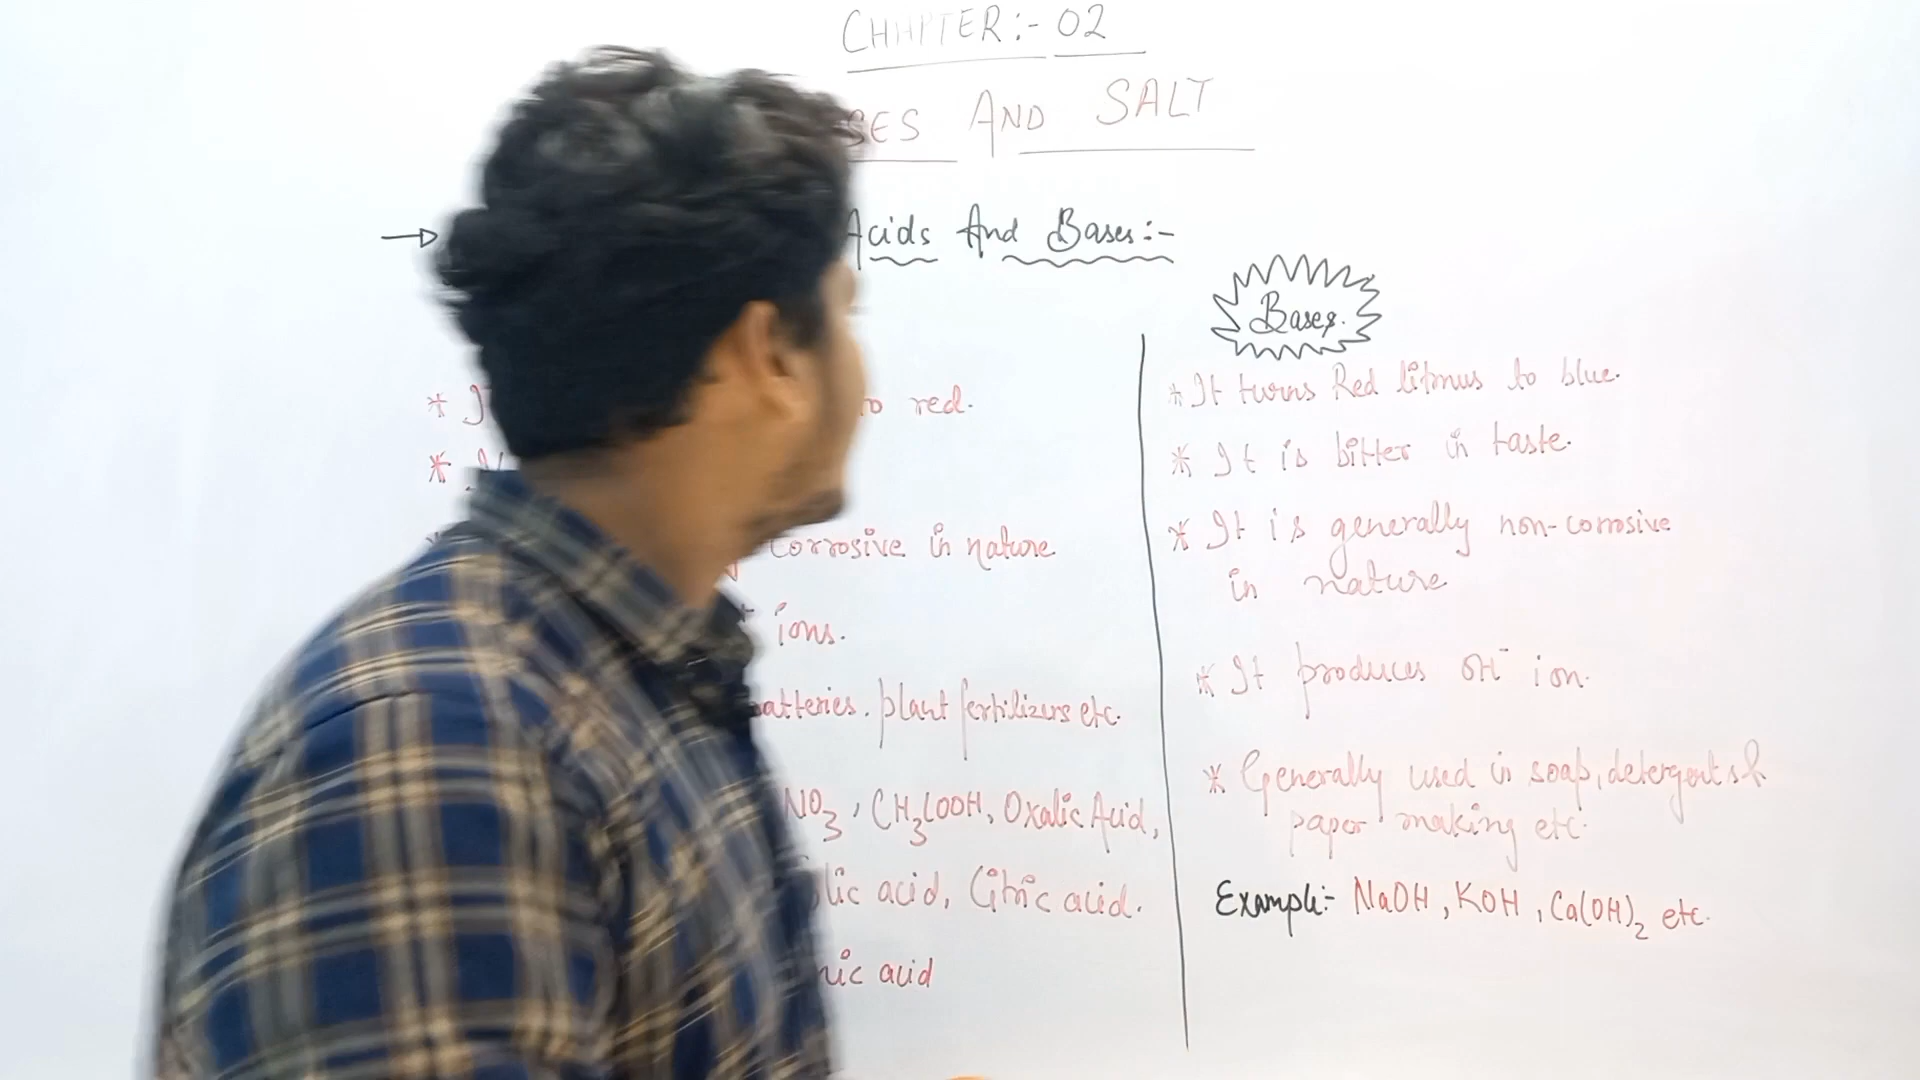 CHAPTER:- 02
SES AND SALT
Acids And Bases:-
Bases.
to red.
corrosive in nature
ions.
batteries, plant fertilizers etc.
NO3, CH3COOH, Oxalic Acid,
lic acid, Citric acid.
nic acid
* It turns Red litmus to blue.
* It is bitter in taste.
* It is generally non-corrosive
in nature
* It produces OH⁻ ion.
* Generally used in soap, detergents &
paper making etc.
Example:- NaOH, KOH, Ca(OH)2 etc.